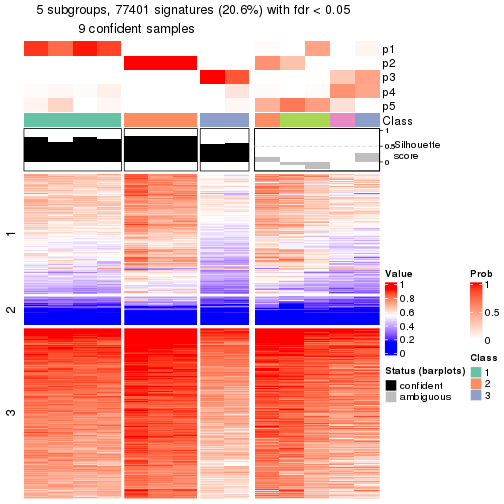 5 subgroups, 77401 signatures (20.6%) with fdr < 0.05
9 confident samples
p1
p2
p3
p4
p5
Class
1
0.5
0
Silhouette
score
1
2
3
Value
1
0.8
0.6
0.4
0.2
0
Prob
1
0.5
0
Status (barplots)
confident
ambiguous
Class
1
2
3